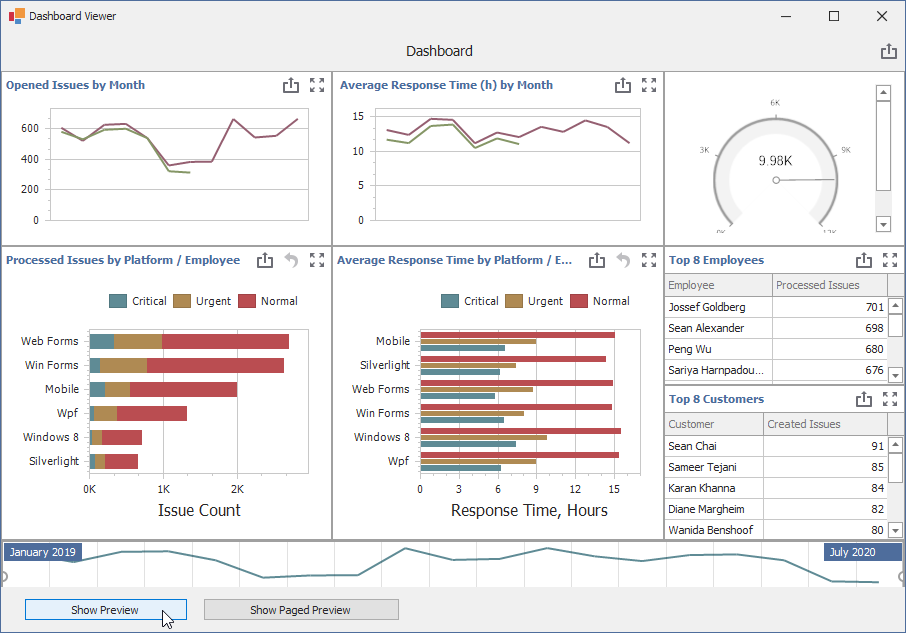 Dashboard Viewer
Dashboard
Opened Issues by Month
600
400
200
0
Average Response Time (h) by Month
15
10
5
0
6K
3K
9K
9.98K
0K
12K
Processed Issues by Platform / Employee
Critical Urgent Normal
Web Forms
Win Forms
Mobile
Wpf
Windows 8
Silverlight
0K 1K 2K
Issue Count
Average Response Time by Platform / E...
Critical Urgent Normal
Mobile
Silverlight
Web Forms
Win Forms
Windows 8
Wpf
0 3 6 9 12 15
Response Time, Hours
Top 8 Employees
Employee Processed Issues
Jossef Goldberg 701
Sean Alexander 698
Peng Wu 680
Sariya Harnpadou... 676
Top 8 Customers
Customer Created Issues
Sean Chai 91
Sameer Tejani 85
Karan Khanna 84
Diane Margheim 82
Wanida Benshoof 80
January 2019
July 2020
Show Preview
Show Paged Preview